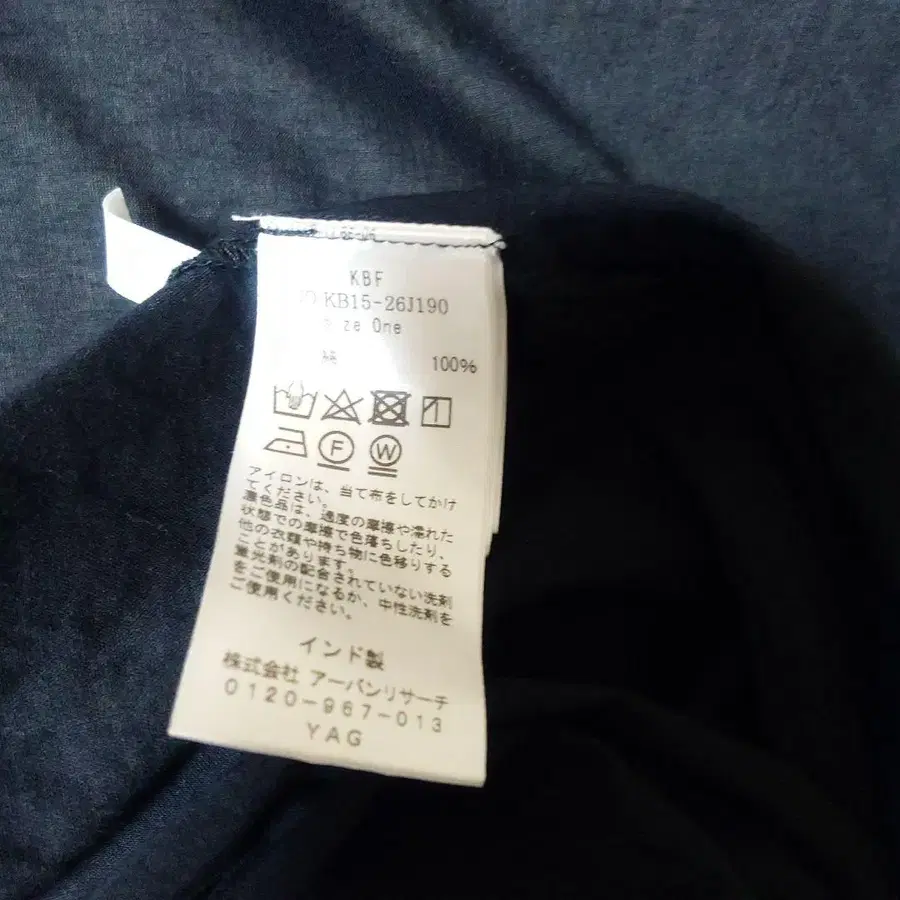 KBF
KB15-26J190
Size One
綿 100%
F W
アイロンは、当て布をしてかけ
てください。
濃色品は、過度の摩擦や濡れた
状態での摩擦で色落ちしたり、
他の衣類や持ち物に色移りする
ことがあります。
蛍光剤の配合されていない洗剤
をご使用になるか、中性洗剤を
ご使用ください。
インド製
株式会社 アーバンリサーチ
0120-967-013
YAG